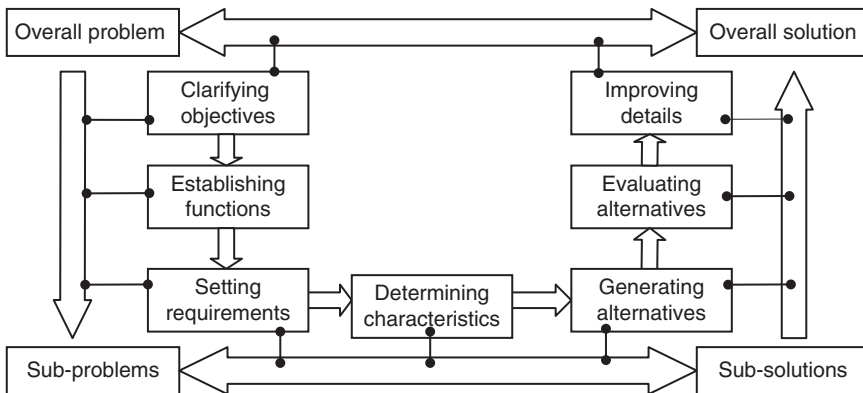 Overall problem
Overall solution
Clarifying
objectives
Improving
details
Establishing
functions
Evaluating
alternatives
Setting
requirements
Determining
characteristics
Generating
alternatives
Sub-problems
Sub-solutions